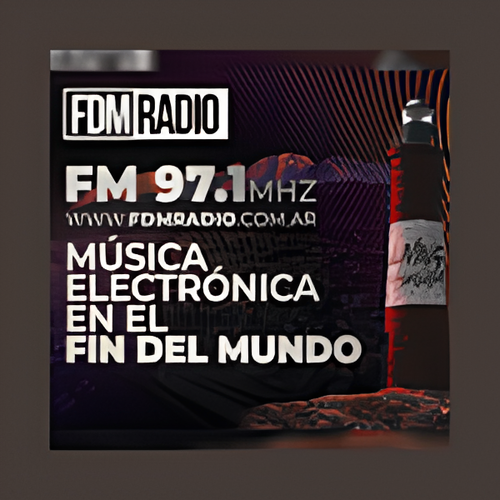 FDM RADIO
FM 97.1 MHZ
WWW.FDMRADIO.COM.AR
MÚSICA
ELECTRÓNICA
EN EL
FIN DEL MUNDO